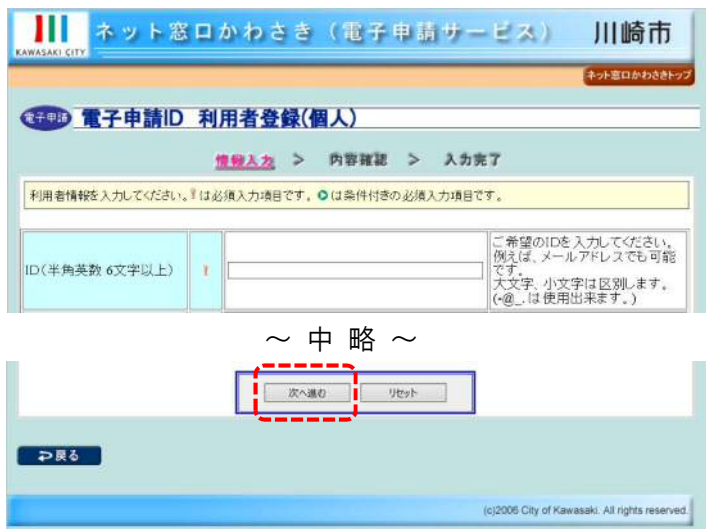 KAWASAKI CITY
ネット窓口かわさき（電子申請サービス）
川崎市
ネット窓口かわさきトップ
電子申請
電子申請ID 利用者登録(個人)
情報入力 > 内容確認 > 入力完了
利用者情報を入力してください。!は必須入力項目です。○は条件付きの必須入力項目です。
ID(半角英数 6文字以上)
!
ご希望のIDを入力してください。
例えば、メールアドレスでも可能
です。
大文字、小文字は区別します。
(-@_.は使用出来ます。)
～ 中 略 ～
次へ進む
リセット
戻る
(c)2006 City of Kawasaki. All rights reserved.